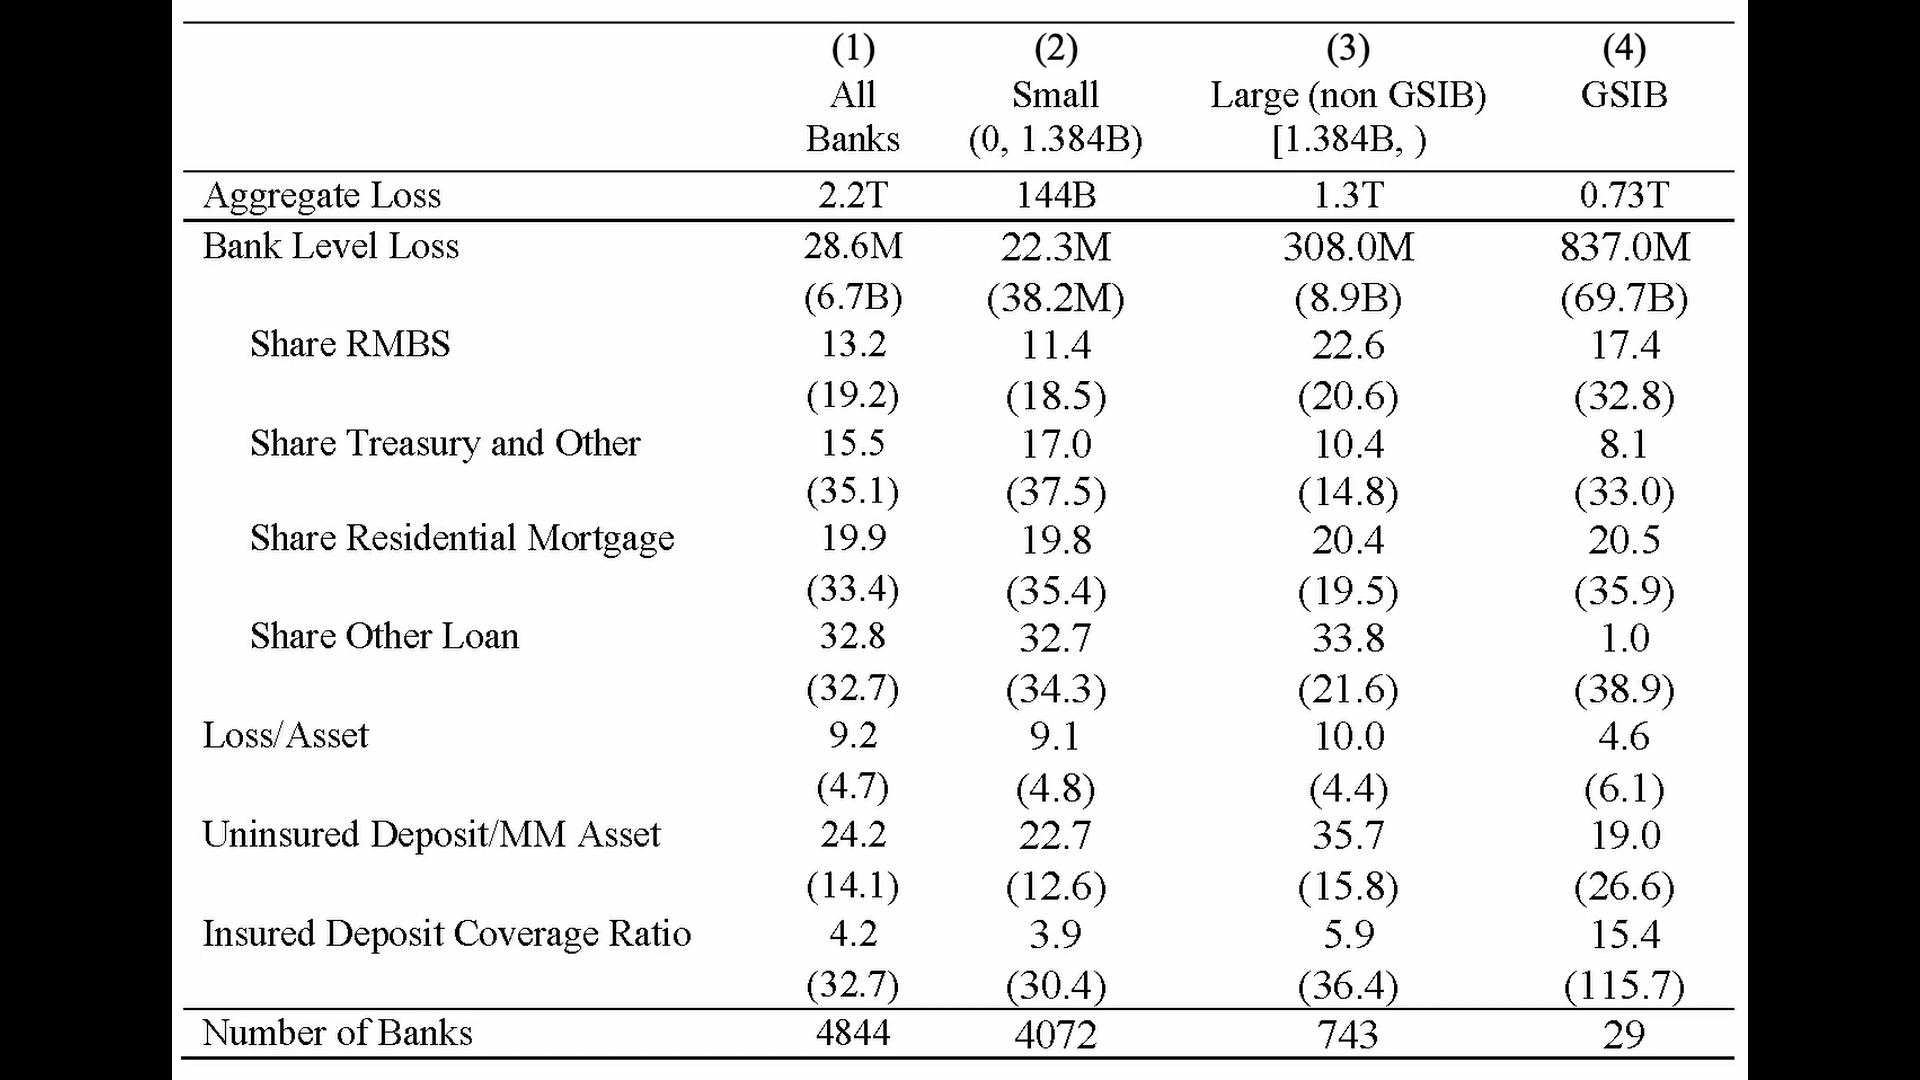 (1) (2) (3) (4)
All Small Large (non GSIB) GSIB
Banks (0, 1.384B) [1.384B, )
Aggregate Loss 2.2T 144B 1.3T 0.73T
Bank Level Loss 28.6M 22.3M 308.0M 837.0M
(6.7B) (38.2M) (8.9B) (69.7B)
Share RMBS 13.2 11.4 22.6 17.4
(19.2) (18.5) (20.6) (32.8)
Share Treasury and Other 15.5 17.0 10.4 8.1
(35.1) (37.5) (14.8) (33.0)
Share Residential Mortgage 19.9 19.8 20.4 20.5
(33.4) (35.4) (19.5) (35.9)
Share Other Loan 32.8 32.7 33.8 1.0
(32.7) (34.3) (21.6) (38.9)
Loss/Asset 9.2 9.1 10.0 4.6
(4.7) (4.8) (4.4) (6.1)
Uninsured Deposit/MM Asset 24.2 22.7 35.7 19.0
(14.1) (12.6) (15.8) (26.6)
Insured Deposit Coverage Ratio 4.2 3.9 5.9 15.4
(32.7) (30.4) (36.4) (115.7)
Number of Banks 4844 4072 743 29